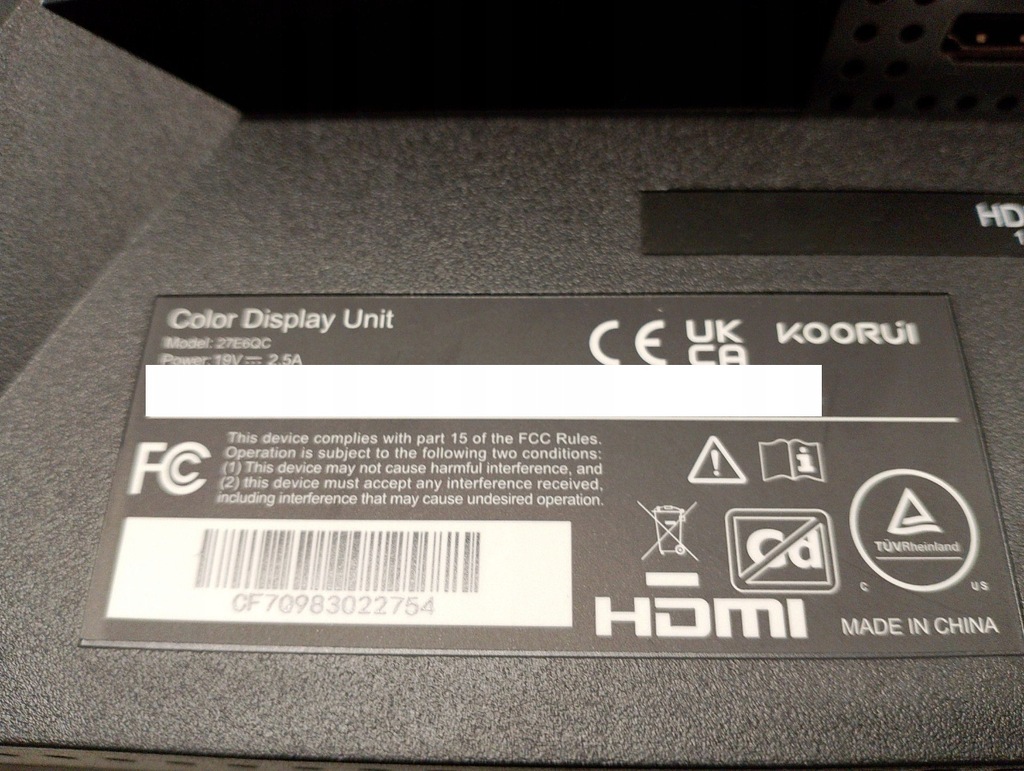 HD
Color Display Unit
Model: 27E6QC
Power: 19V⎓2.5A
CE UKCA KOORUI
FC
This device complies with part 15 of the FCC Rules.
Operation is subject to the following two conditions:
(1) This device may not cause harmful interference, and
(2) this device must accept any interference received,
including interference that may cause undesired operation.
Cd
TÜVRheinland
C US
CF70983022754
HDMI
MADE IN CHINA